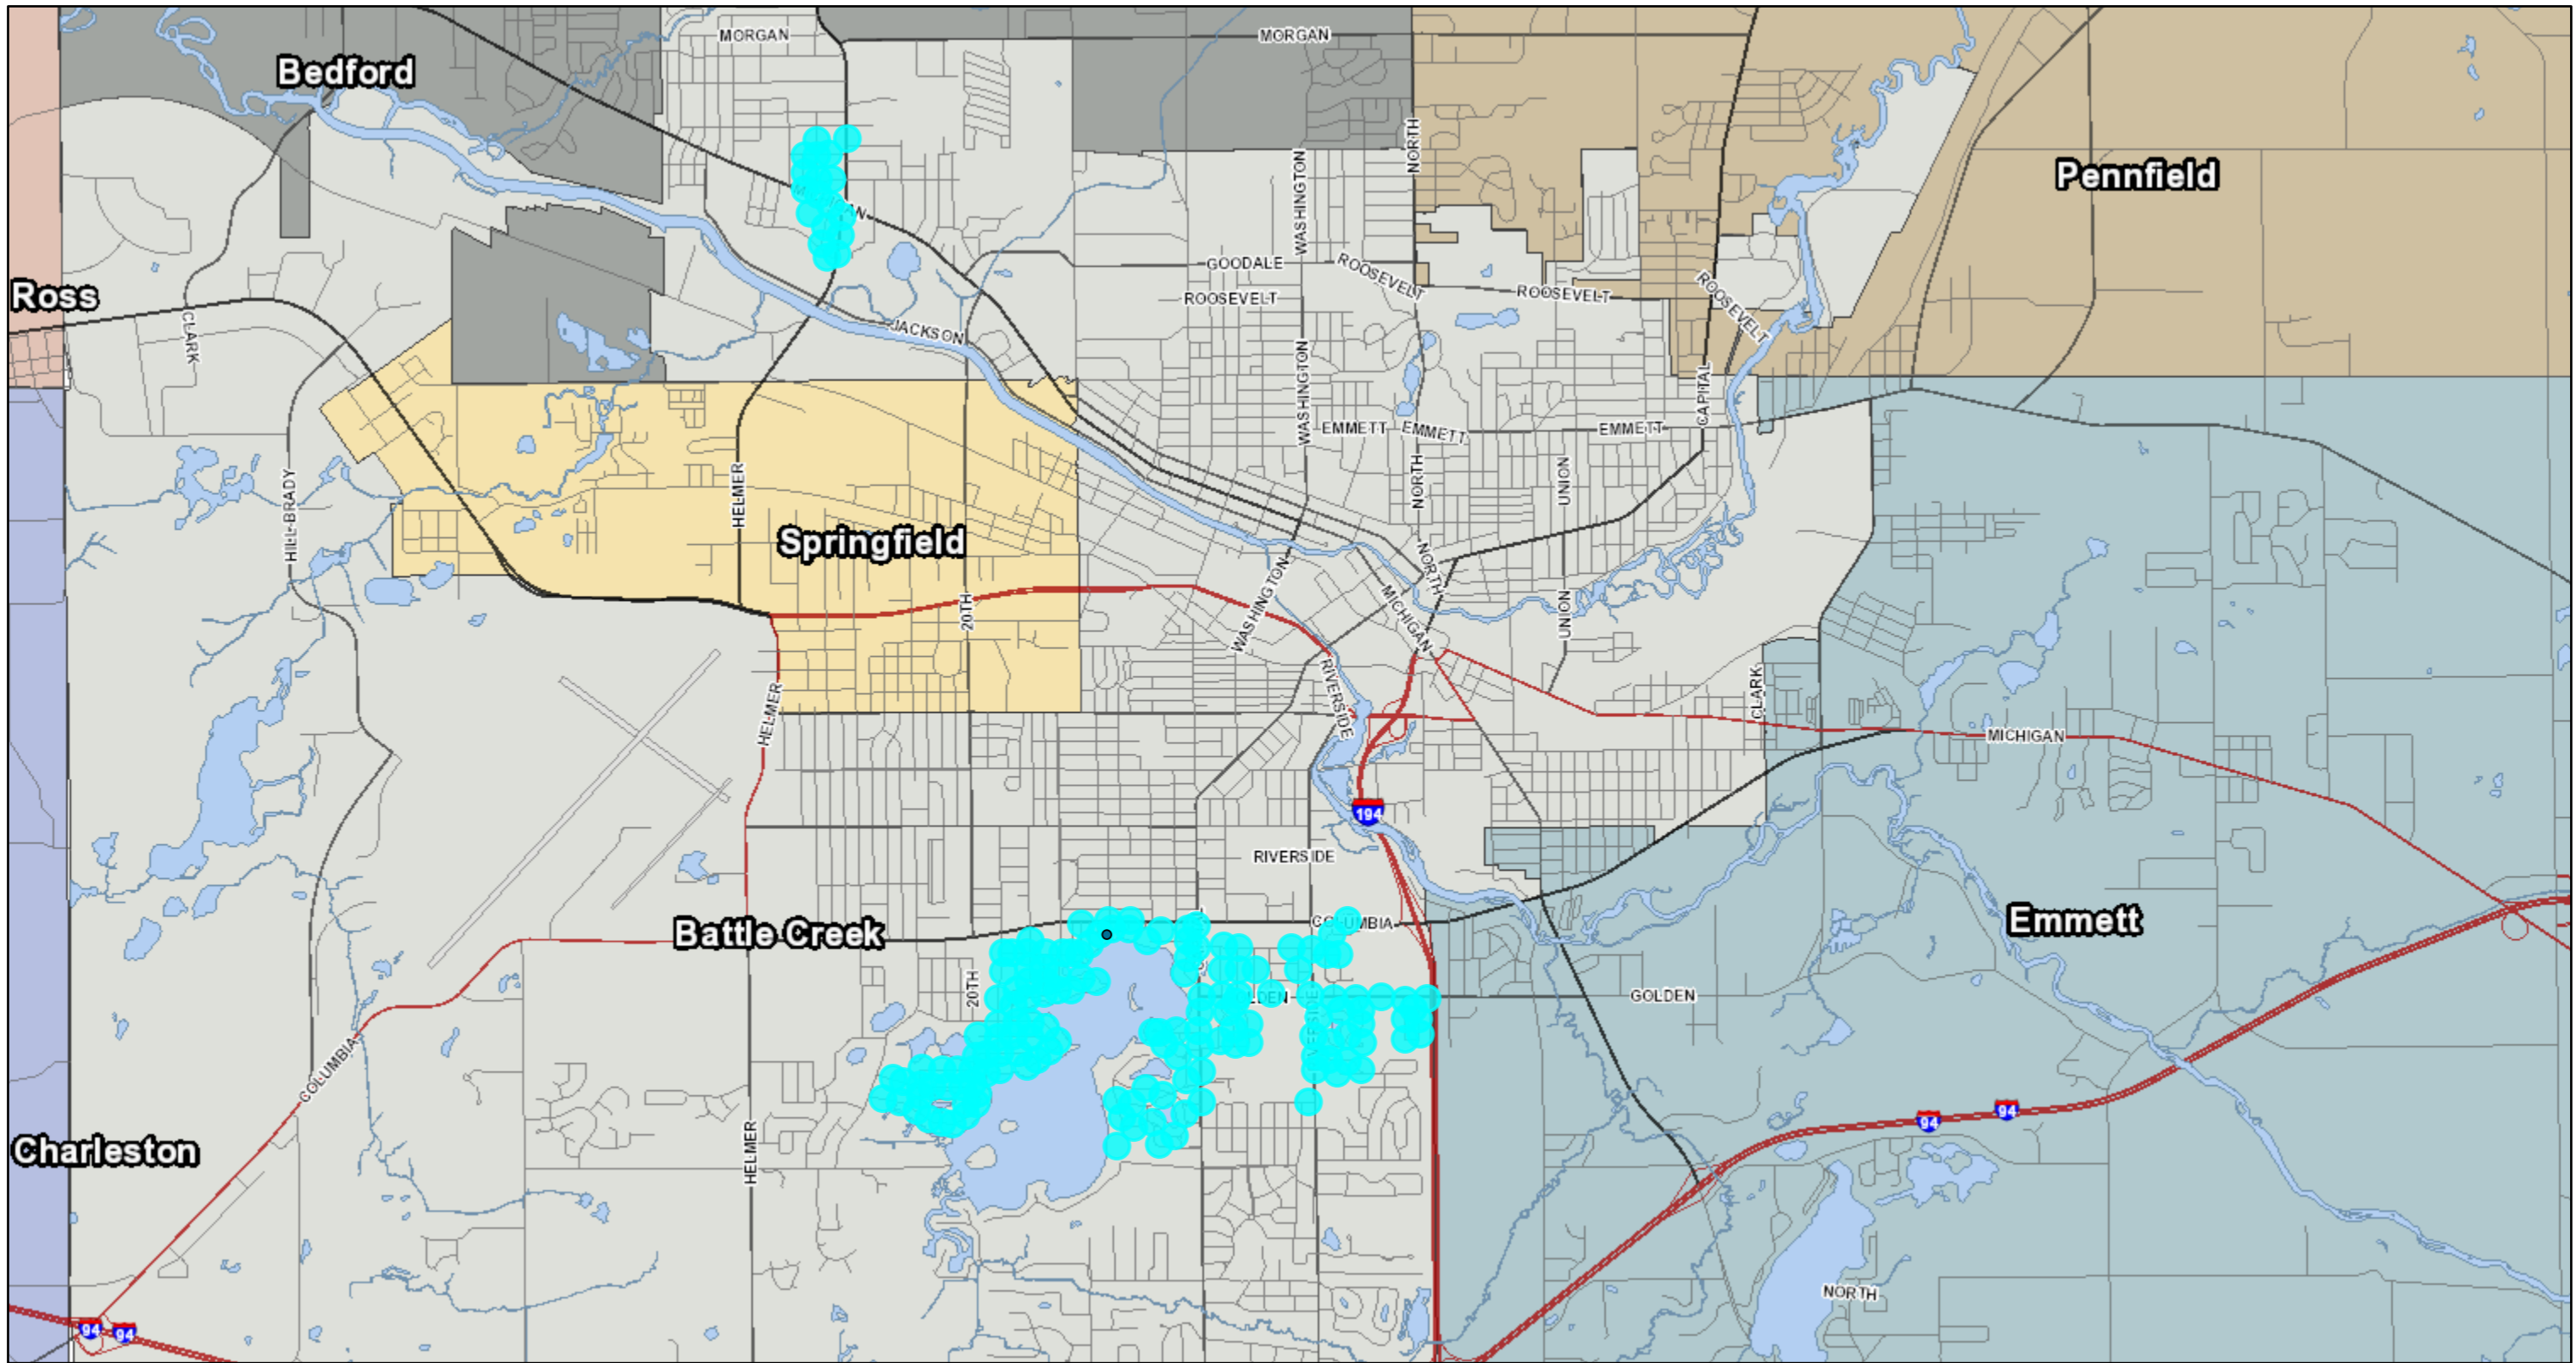 MORGAN
MORGAN
Bedford
NORTH
WASHINGTON
Pennfield
GOODALE
ROOSEVELT
ROOSEVELT
ROOSEVELT
ROOSEVELT
Ross
CLARK
JACKSON
WASHINGTON
CAPITAL
EMMETT
EMMETT
EMMETT
HILL-BRADY
HELMER
NORTH
UNION
Springfield
20TH
WASHINGTON
NORTH
MICHIGAN
UNION
HELMER
RIVERSIDE
CLARK
MICHIGAN
194
RIVERSIDE
Battle Creek
COLUMBIA
Emmett
20TH
GOLDEN
COLUMBIA
94
94
Charleston
HELMER
NORTH
94
94